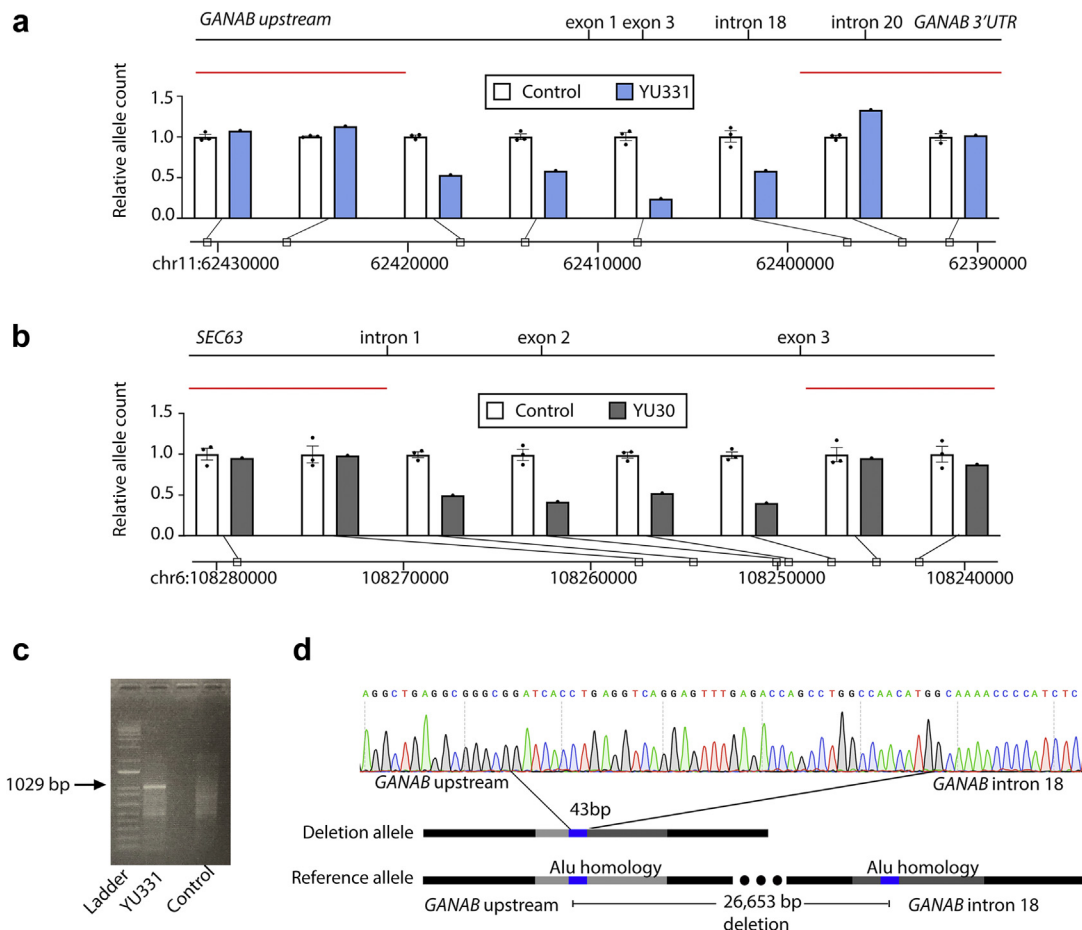 a
GANAB upstream
exon 1 exon 3
intron 18
intron 20
GANAB 3'UTR
Control
YU331
Relative allele count
1.5
1.0
0.5
0.0
chr11:62430000
62420000
62410000
62400000
62390000
b
SEC63
intron 1
exon 2
exon 3
Control
YU30
Relative allele count
1.5
1.0
0.5
0.0
chr6:108280000
108270000
108260000
108250000
108240000
c
1029 bp
Ladder
YU331
Control
d
AGGCTGAGGCGGGCGGATCACCTGAGGTCAGGAGTTTGAGACCAGCCTGGCCAACATGGCAAAACCCCATCTC
GANAB upstream
GANAB intron 18
43bp
Deletion allele
Alu homology
Alu homology
Reference allele
GANAB upstream
26,653 bp
deletion
GANAB intron 18